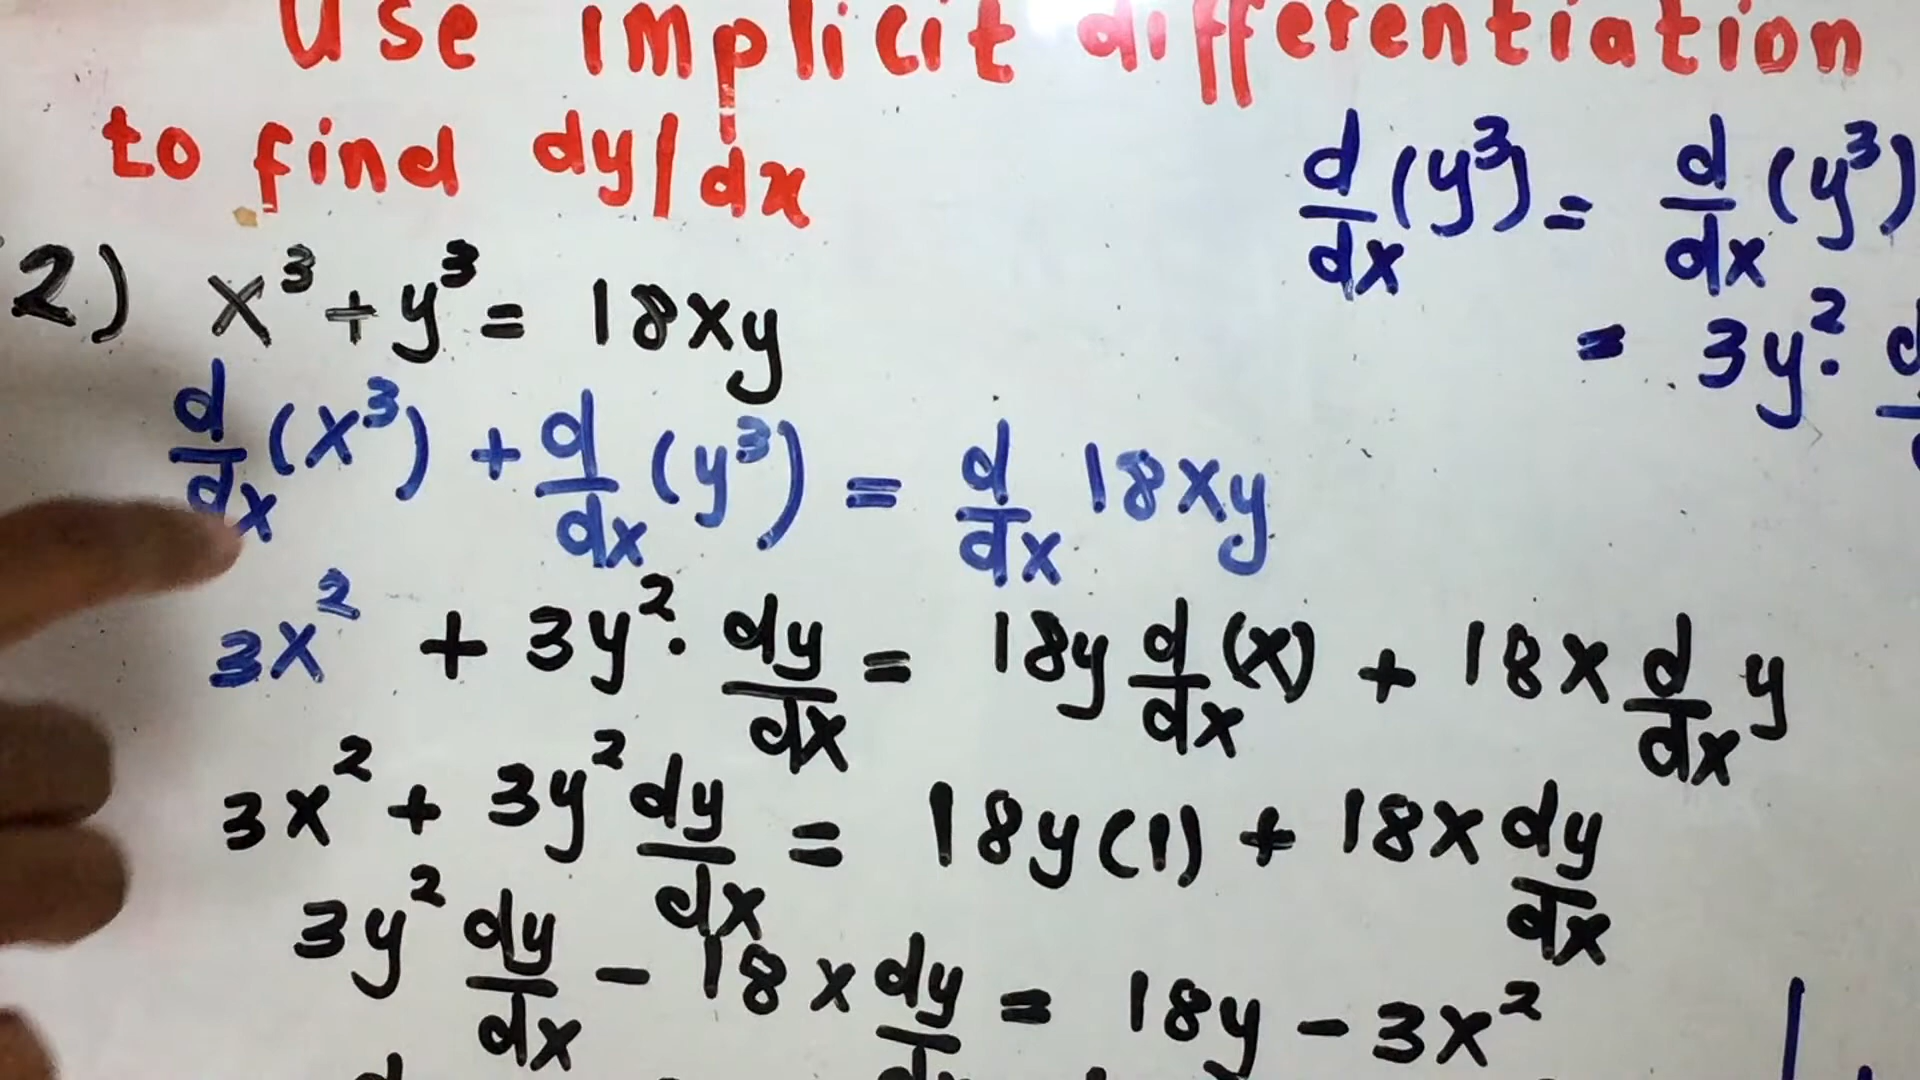 Use implicit differentiation
to find dy/dx
d/dx (y³) = d/dx (y³)
= 3y² ·
2) x³ + y³ = 18xy
d/dx (x³) + d/dx (y³) = d/dx 18xy
3x² + 3y² · dy/dx = 18y d/dx (x) + 18x d/dx y
3x² + 3y² dy/dx = 18y(1) + 18x dy/dx
3y² dy/dx - 18x dy/dx = 18y - 3x²